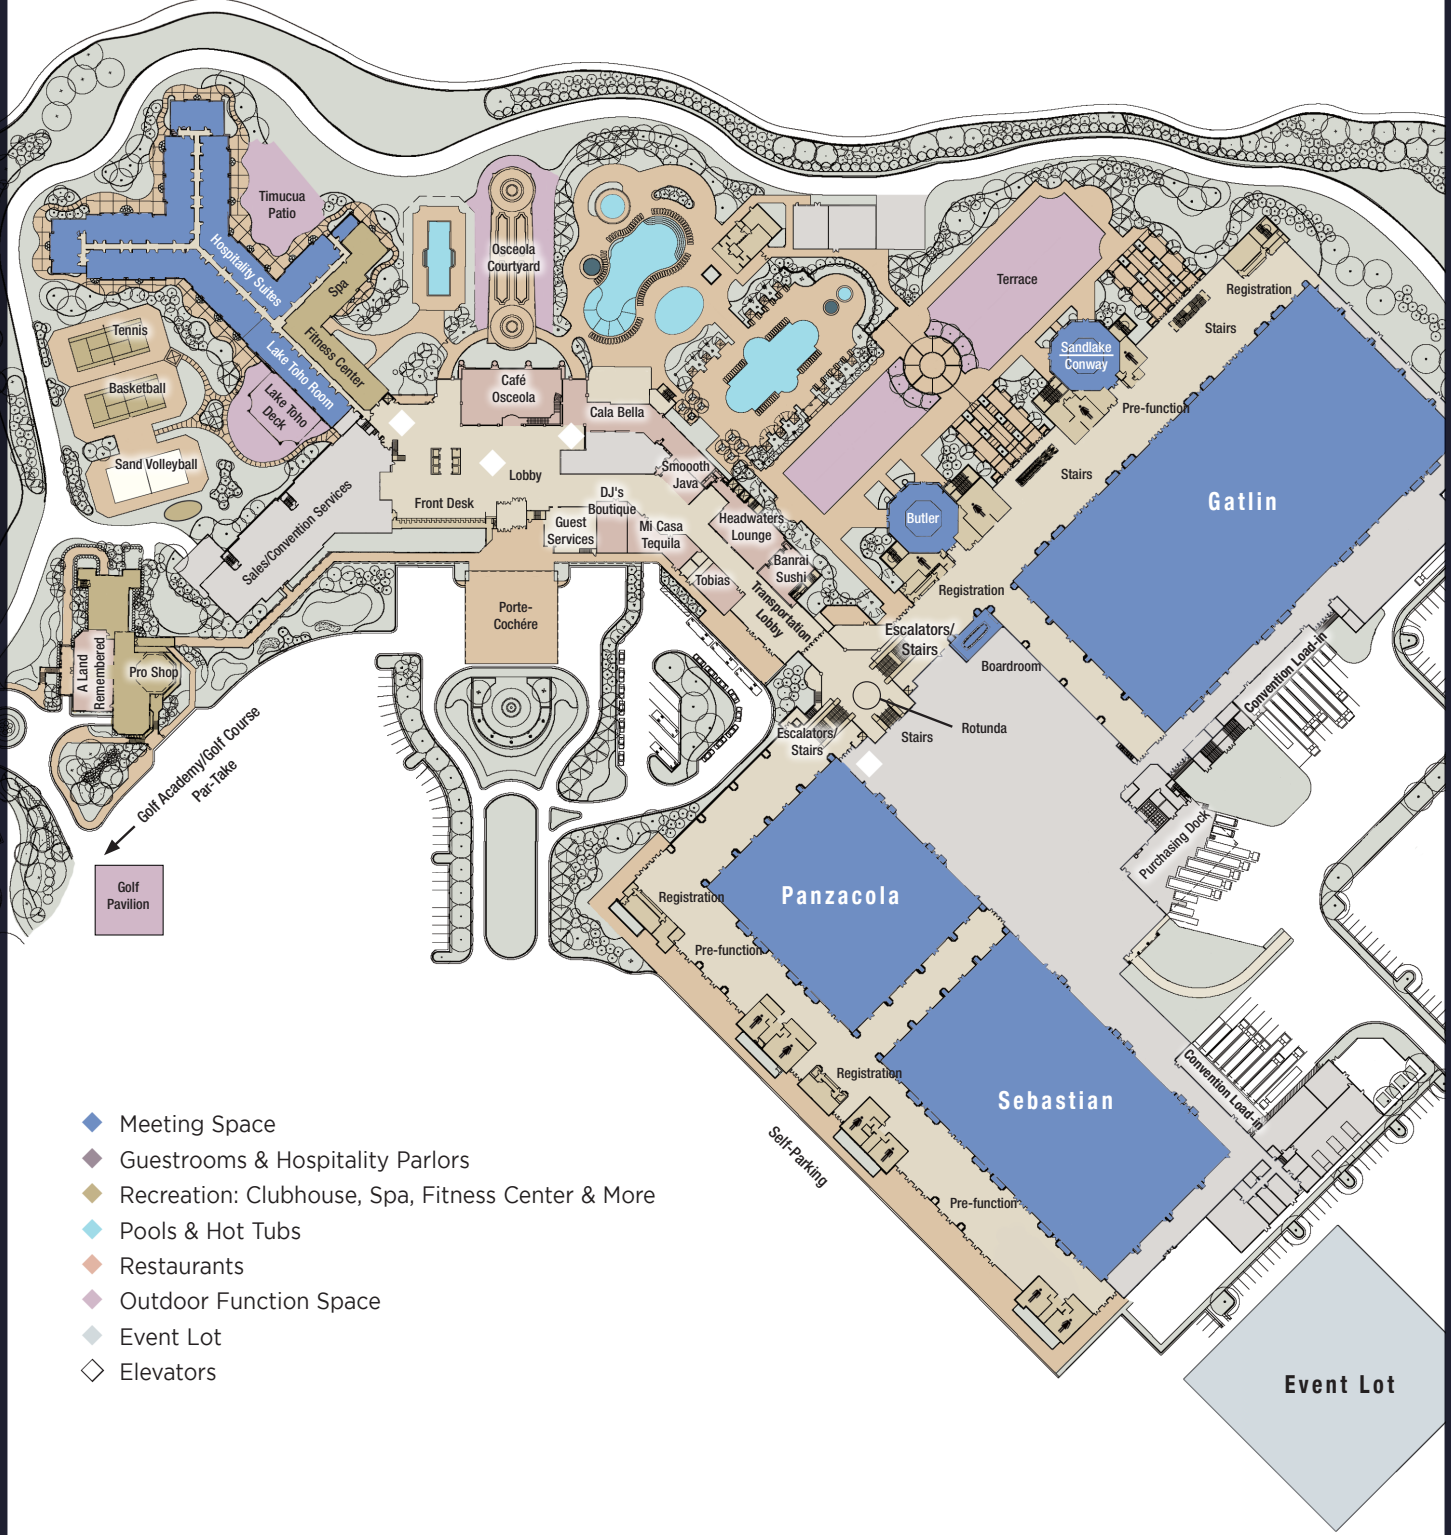 Timucua
Patio
Hospitality Suites
Spa
Fitness Center
Lake Toho Room
Lake Toho
Deck
Tennis
Basketball
Sand Volleyball
Osceola
Courtyard
Café
Osceola
Cala Bella
Smoooth
Java
Lobby
Front Desk
DJ's
Boutique
Guest
Services
Mi Casa
Tequila
Headwaters
Lounge
Banrai
Sushi
Tobias
Transportation
Lobby
Sales/Convention Services
Porte-
Cochére
Terrace
Registration
Stairs
Sandlake
Conway
Pre-function
Stairs
Butler
Gatlin
Registration
Escalators/
Stairs
Boardroom
Rotunda
Stairs
Escalators/
Stairs
Convention Load-in
Purchasing Dock
A Land
Remembered
Pro Shop
Golf Academy/Golf Course
Par-Take
Golf
Pavilion
Panzacola
Registration
Pre-function
Sebastian
Registration
Pre-function
Self-Parking
Convention Load-in
Event Lot
Meeting Space
Guestrooms & Hospitality Parlors
Recreation: Clubhouse, Spa, Fitness Center & More
Pools & Hot Tubs
Restaurants
Outdoor Function Space
Event Lot
Elevators